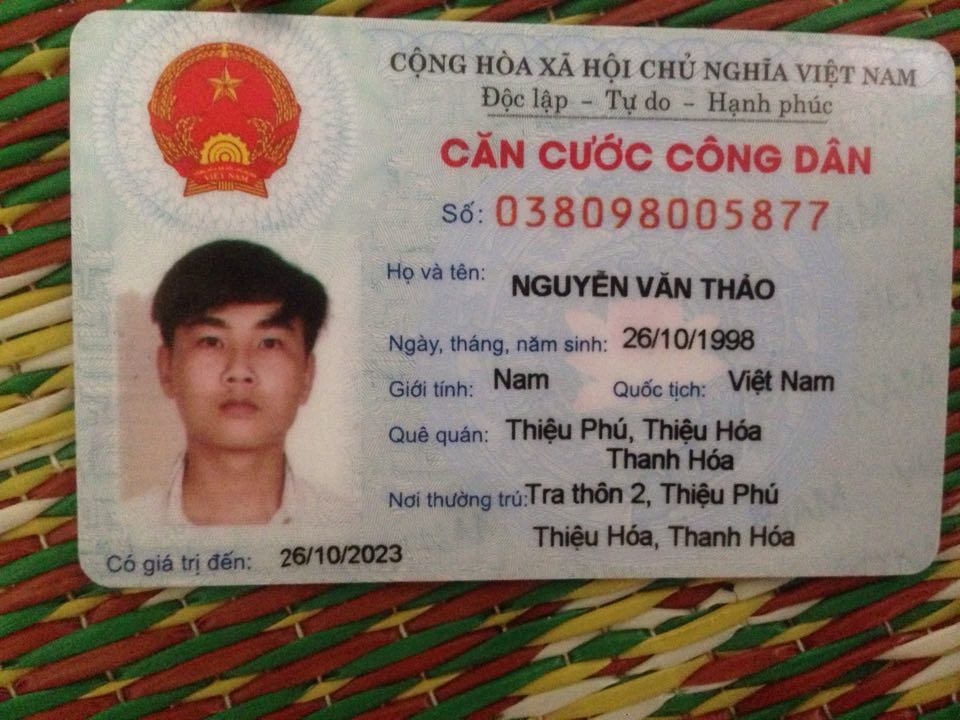 CỘNG HÒA XÃ HỘI CHỦ NGHĨA VIỆT NAM
Độc lập - Tự do - Hạnh phúc
CĂN CƯỚC CÔNG DÂN
Số: 038098005877
Họ và tên: NGUYỄN VĂN THẢO
Ngày, tháng, năm sinh: 26/10/1998
Giới tính: Nam Quốc tịch: Việt Nam
Quê quán: Thiệu Phú, Thiệu Hóa
Thanh Hóa
Nơi thường trú: Tra thôn 2, Thiệu Phú
Thiệu Hóa, Thanh Hóa
Có giá trị đến: 26/10/2023
VIỆT NAM